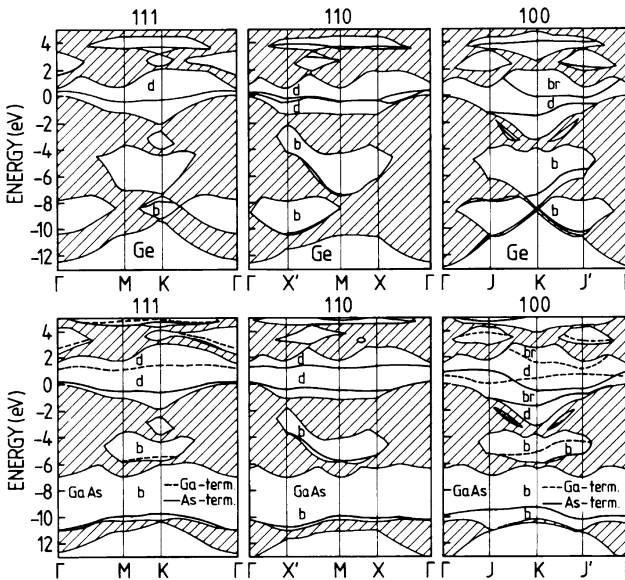 111 110 100
ENERGY (eV)
4
2
0
-2
-4
-6
-8
-10
-12
d
b
Ge
d
d
b
b
Ge
br
d
b
b
b
Ge
Γ M K Γ
Γ X' M X Γ
Γ J K J'
111 110 100
ENERGY (eV)
4
2
0
-2
-4
-6
-8
-10
-12
d
d
b
GaAs b
--- Ga-term.
— As-term.
d
d
b
GaAs
b
br
d
br
d
b
b
GaAs b
--- Ga-term.
— As-term.
b
Γ M K Γ
Γ X' M X Γ
Γ J K J'